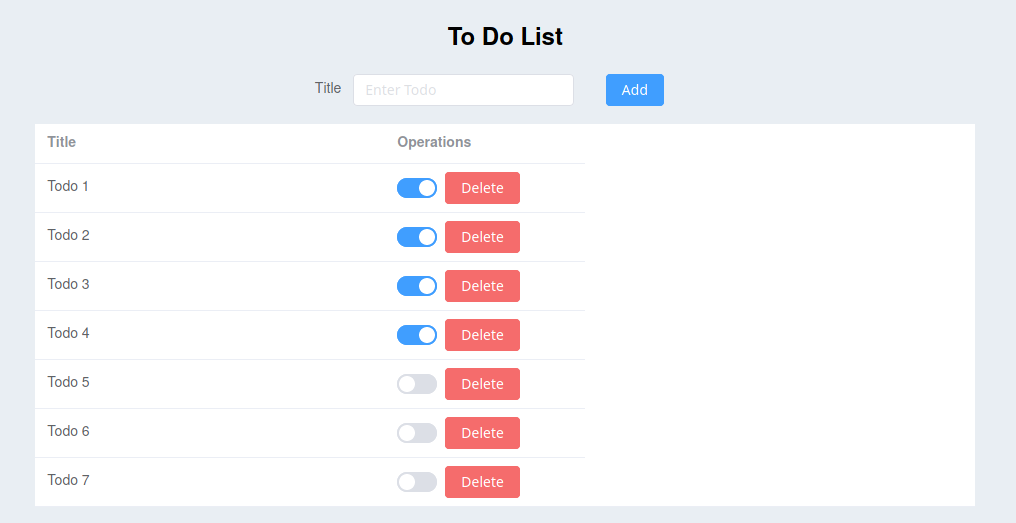 To Do List
Title Enter Todo Add
Title Operations
Todo 1 Delete
Todo 2 Delete
Todo 3 Delete
Todo 4 Delete
Todo 5 Delete
Todo 6 Delete
Todo 7 Delete